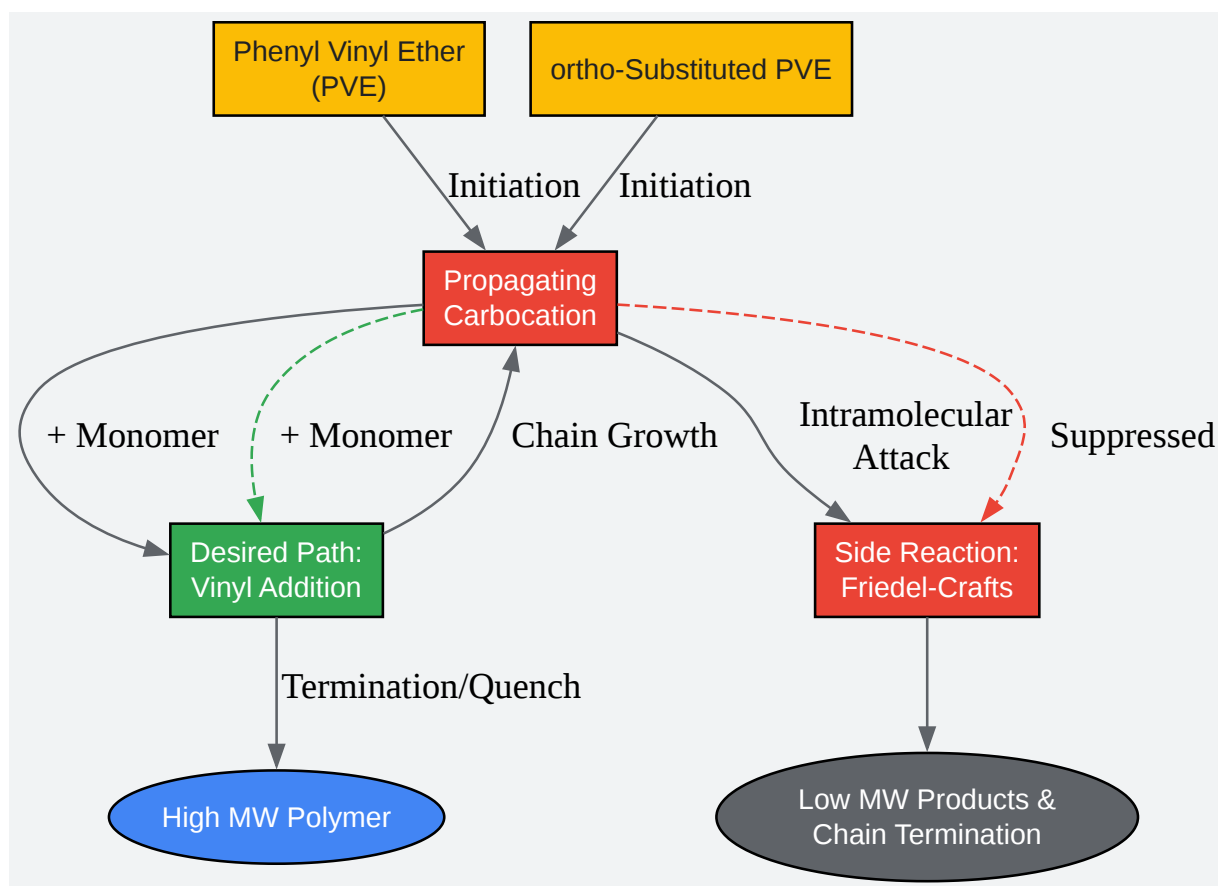 Phenyl Vinyl Ether
(PVE)
ortho-Substituted PVE
Initiation
Initiation
Propagating
Carbocation
+ Monomer
+ Monomer
Chain Growth
Intramolecular
Attack
Suppressed
Desired Path:
Vinyl Addition
Side Reaction:
Friedel-Crafts
Termination/Quench
High MW Polymer
Low MW Products &
Chain Termination